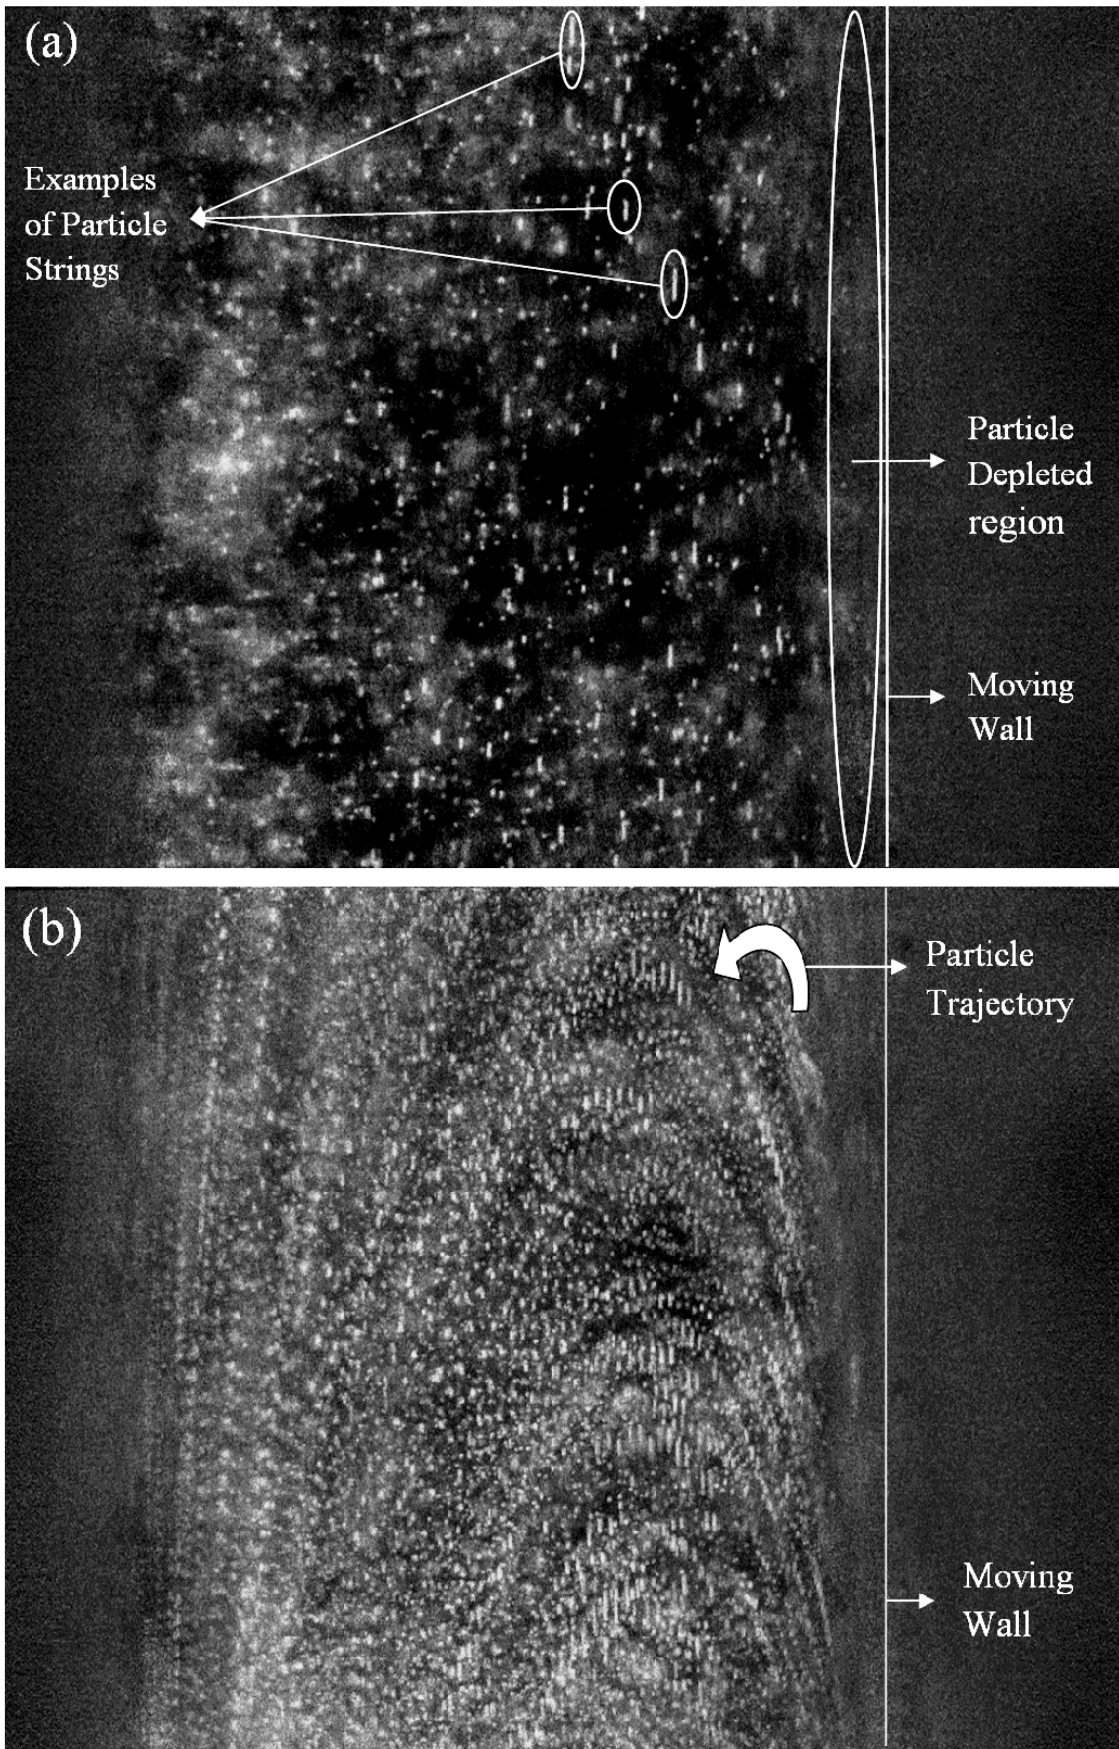 (a)
Examples
of Particle
Strings
Particle
Depleted
region
Moving
Wall
(b)
Particle
Trajectory
Moving
Wall